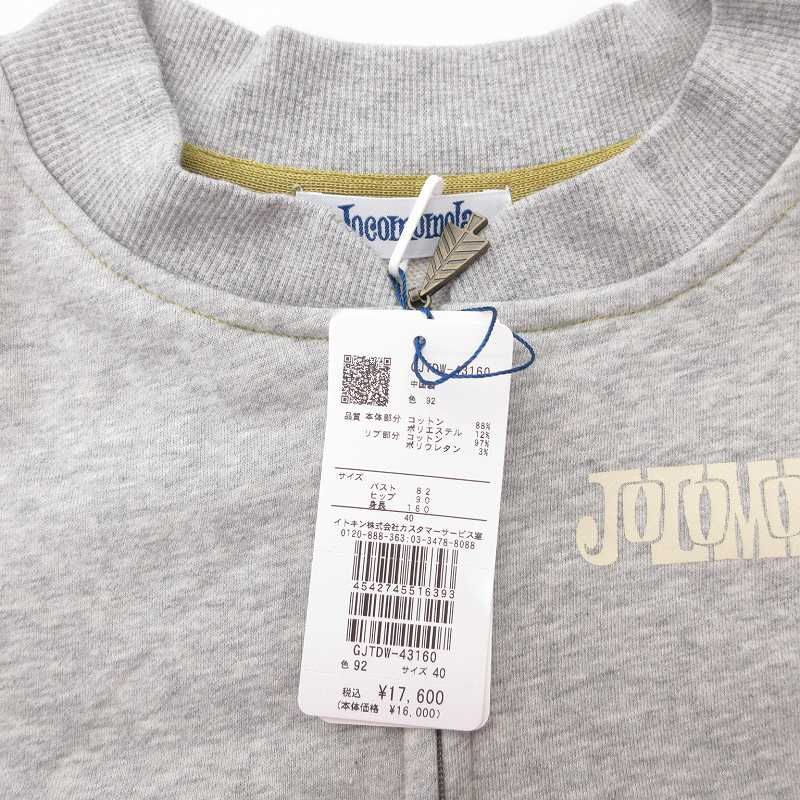 Jocomomola
GJTDW-43160
中国製
色 92
品質 本体部分 コットン 88%
ポリエステル 12%
リブ部分 コットン 97%
ポリウレタン 3%
サイズ
バスト 82
ヒップ 90
身長 160
40
イトキン株式会社カスタマーサービス室
0120-888-363;03-3478-8088
4542745516393
GJTDW-43160
色 92 サイズ 40
税込 ¥17,600
(本体価格 ¥16,000)